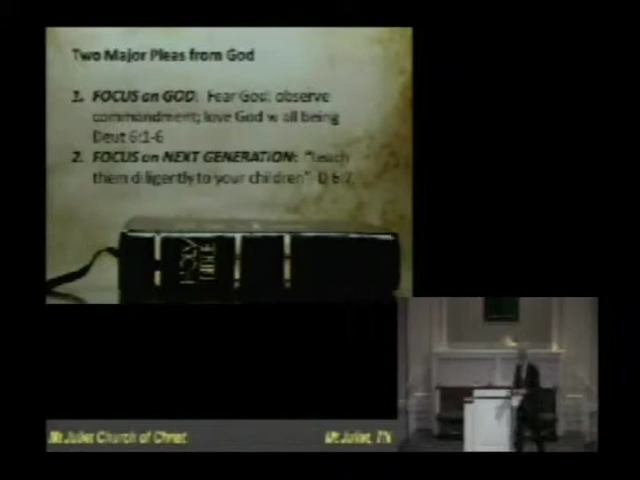 Two Major Pleas from God
1. FOCUS on GOD: Fear God; observe
commandment; love God w all being
Deut 6:1-6
2. FOCUS on NEXT GENERATION: "teach
them diligently to your children" D 6:7
HOLY
BIBLE
Mt Juliet Church of Christ
Mt Juliet, TN